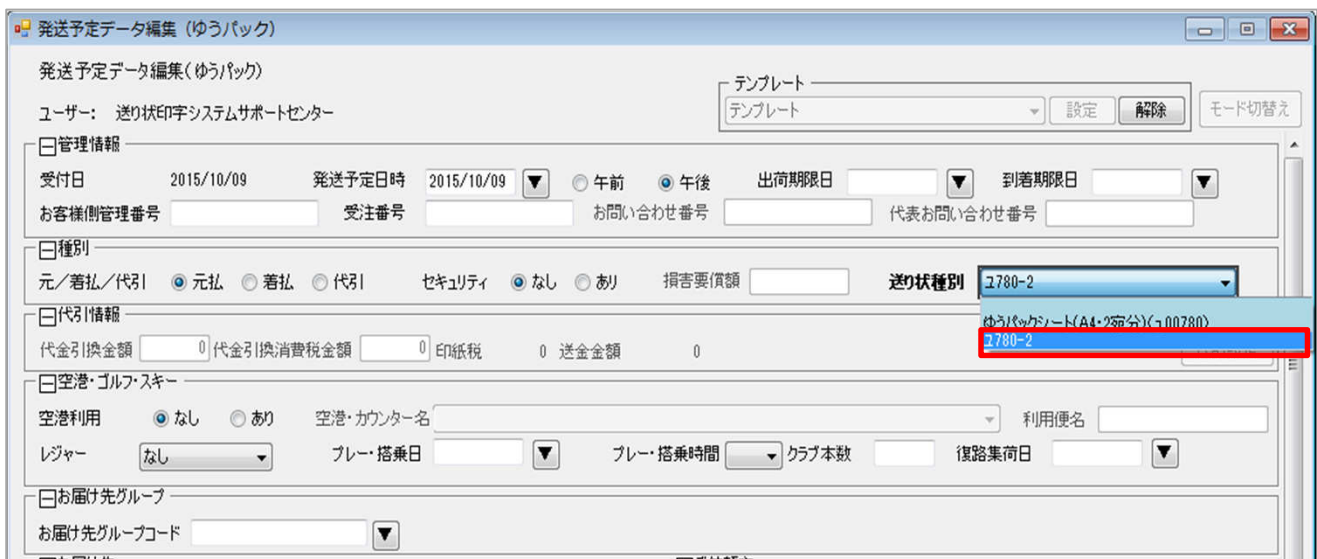 発送予定データ編集（ゆうパック）
発送予定データ編集(ゆうパック)
ユーザー: 送り状印字システムサポートセンター
テンプレート
テンプレート 設定 解除 モード切替え
管理情報
受付日 2015/10/09 発送予定日時 2015/10/09 午前 午後 出荷期限日 到着期限日
お客様側管理番号 受注番号 お問い合わせ番号 代表お問い合わせ番号
種別
元/着払/代引 元払 着払 代引 セキュリティ なし あり 損害要償額 送り状種別 ユ780-2
代引情報
ゆうパックシート(A4・2宛分)(ユ00780)
ユ780-2
代金引換金額 0 代金引換消費税金額 0 印紙税 0 送金金額 0
空港・ゴルフ・スキー
空港利用 なし あり 空港・カウンター名 利用便名
レジャー なし プレー・搭乗日 プレー・搭乗時間 クラブ本数 復路集荷日
お届け先グループ
お届け先グループコード